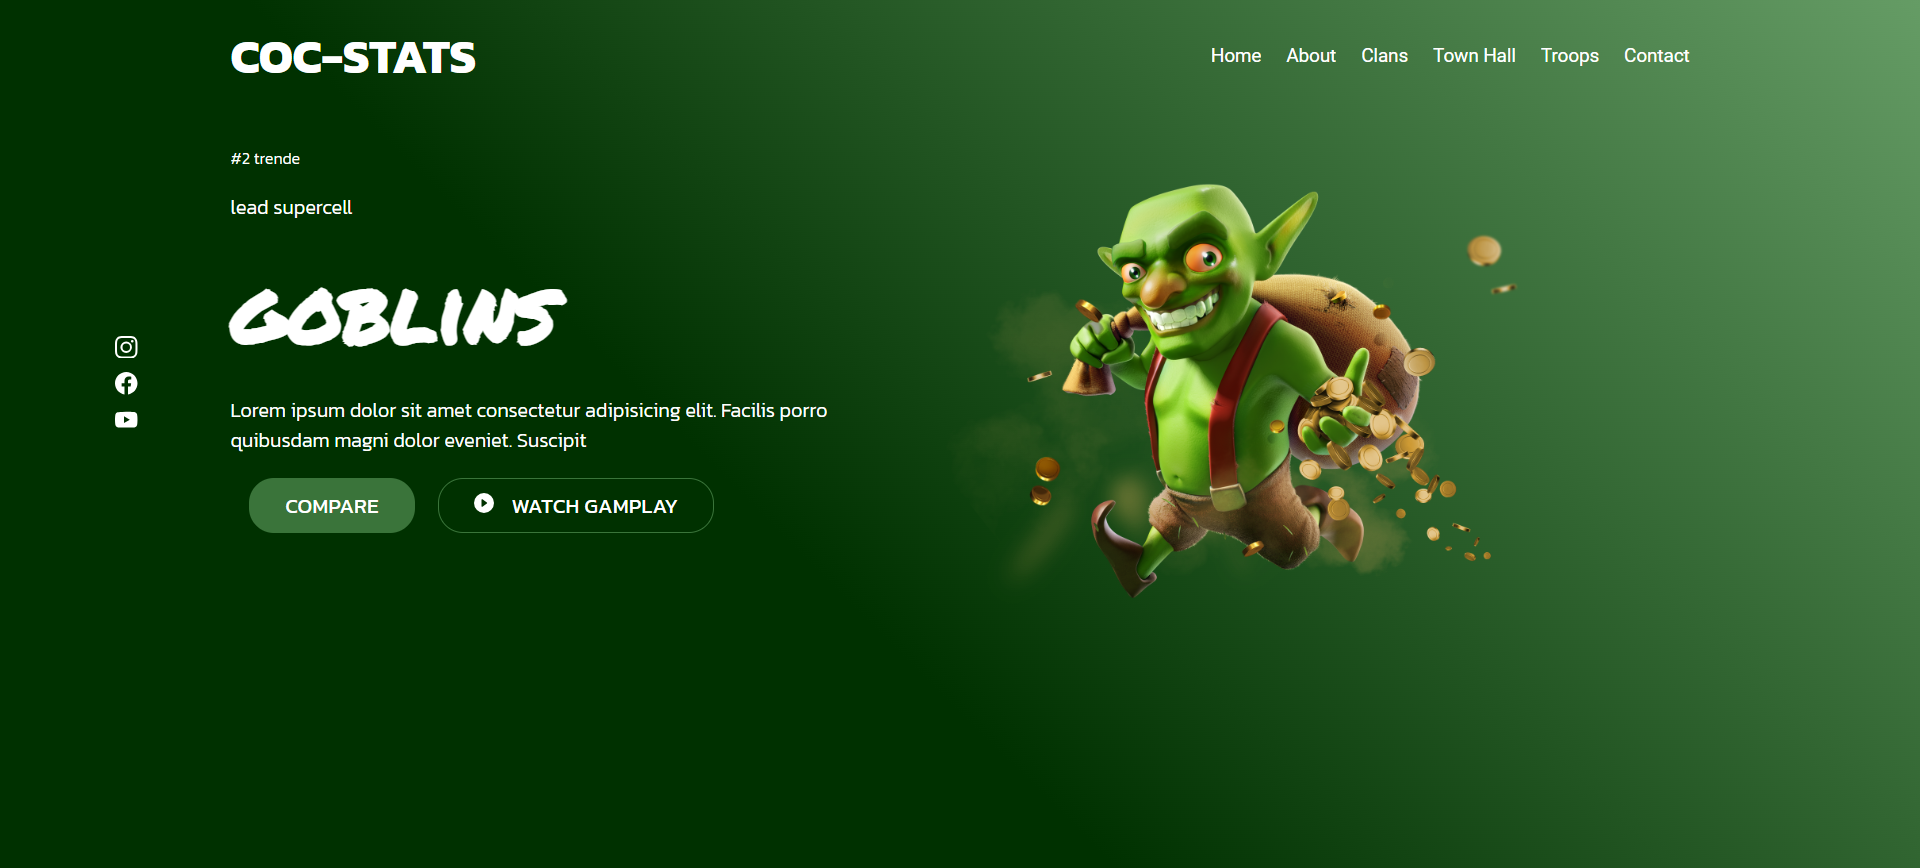 COC-STATS
Home About Clans Town Hall Troops Contact
#2 trende
lead supercell
GOBLINS
Lorem ipsum dolor sit amet consectetur adipisicing elit. Facilis porro
quibusdam magni dolor eveniet. Suscipit
COMPARE
WATCH GAMPLAY